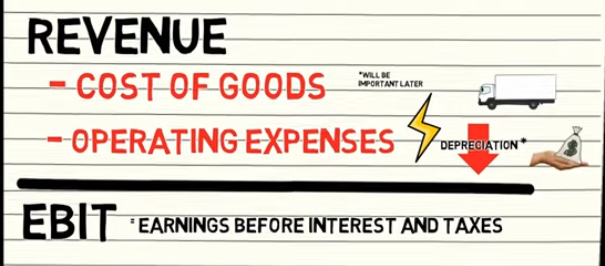 REVENUE
- COST OF GOODS
*WILL BE
IMPORTANT LATER
- OPERATING EXPENSES
DEPRECIATION *
$
EBIT = EARNINGS BEFORE INTEREST AND TAXES